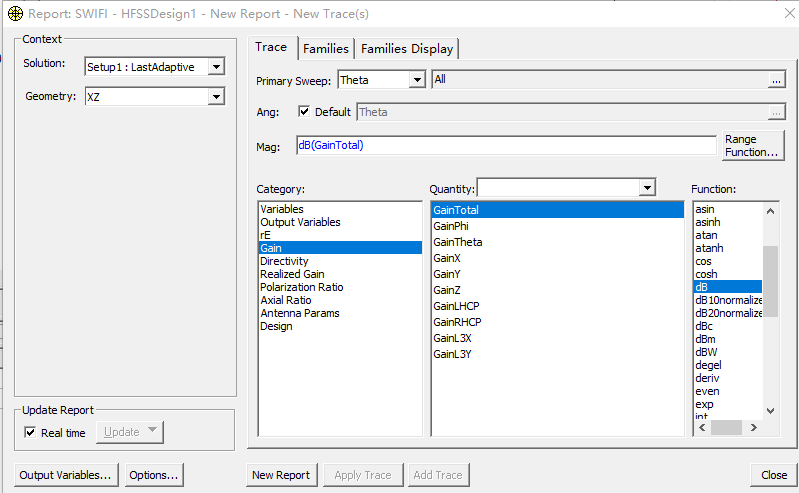 Report: SWIFI - HFSSDesign1 - New Report - New Trace(s)
Context
Solution:
Setup1 : LastAdaptive
Geometry:
XZ
Update Report
Real time
Update
Output Variables...
Options...
Trace
Families
Families Display
Primary Sweep:
Theta
All
...
Ang:
Default
Theta
...
Mag:
dB(GainTotal)
Range
Function...
Category:
Variables
Output Variables
rE
Gain
Directivity
Realized Gain
Polarization Ratio
Axial Ratio
Antenna Params
Design
Quantity:
GainTotal
GainPhi
GainTheta
GainX
GainY
GainZ
GainLHCP
GainRHCP
GainL3X
GainL3Y
Function:
asin
asinh
atan
atanh
cos
cosh
dB
dB10normalize
dB20normalize
dBc
dBm
dBW
degel
deriv
even
exp
int
New Report
Apply Trace
Add Trace
Close